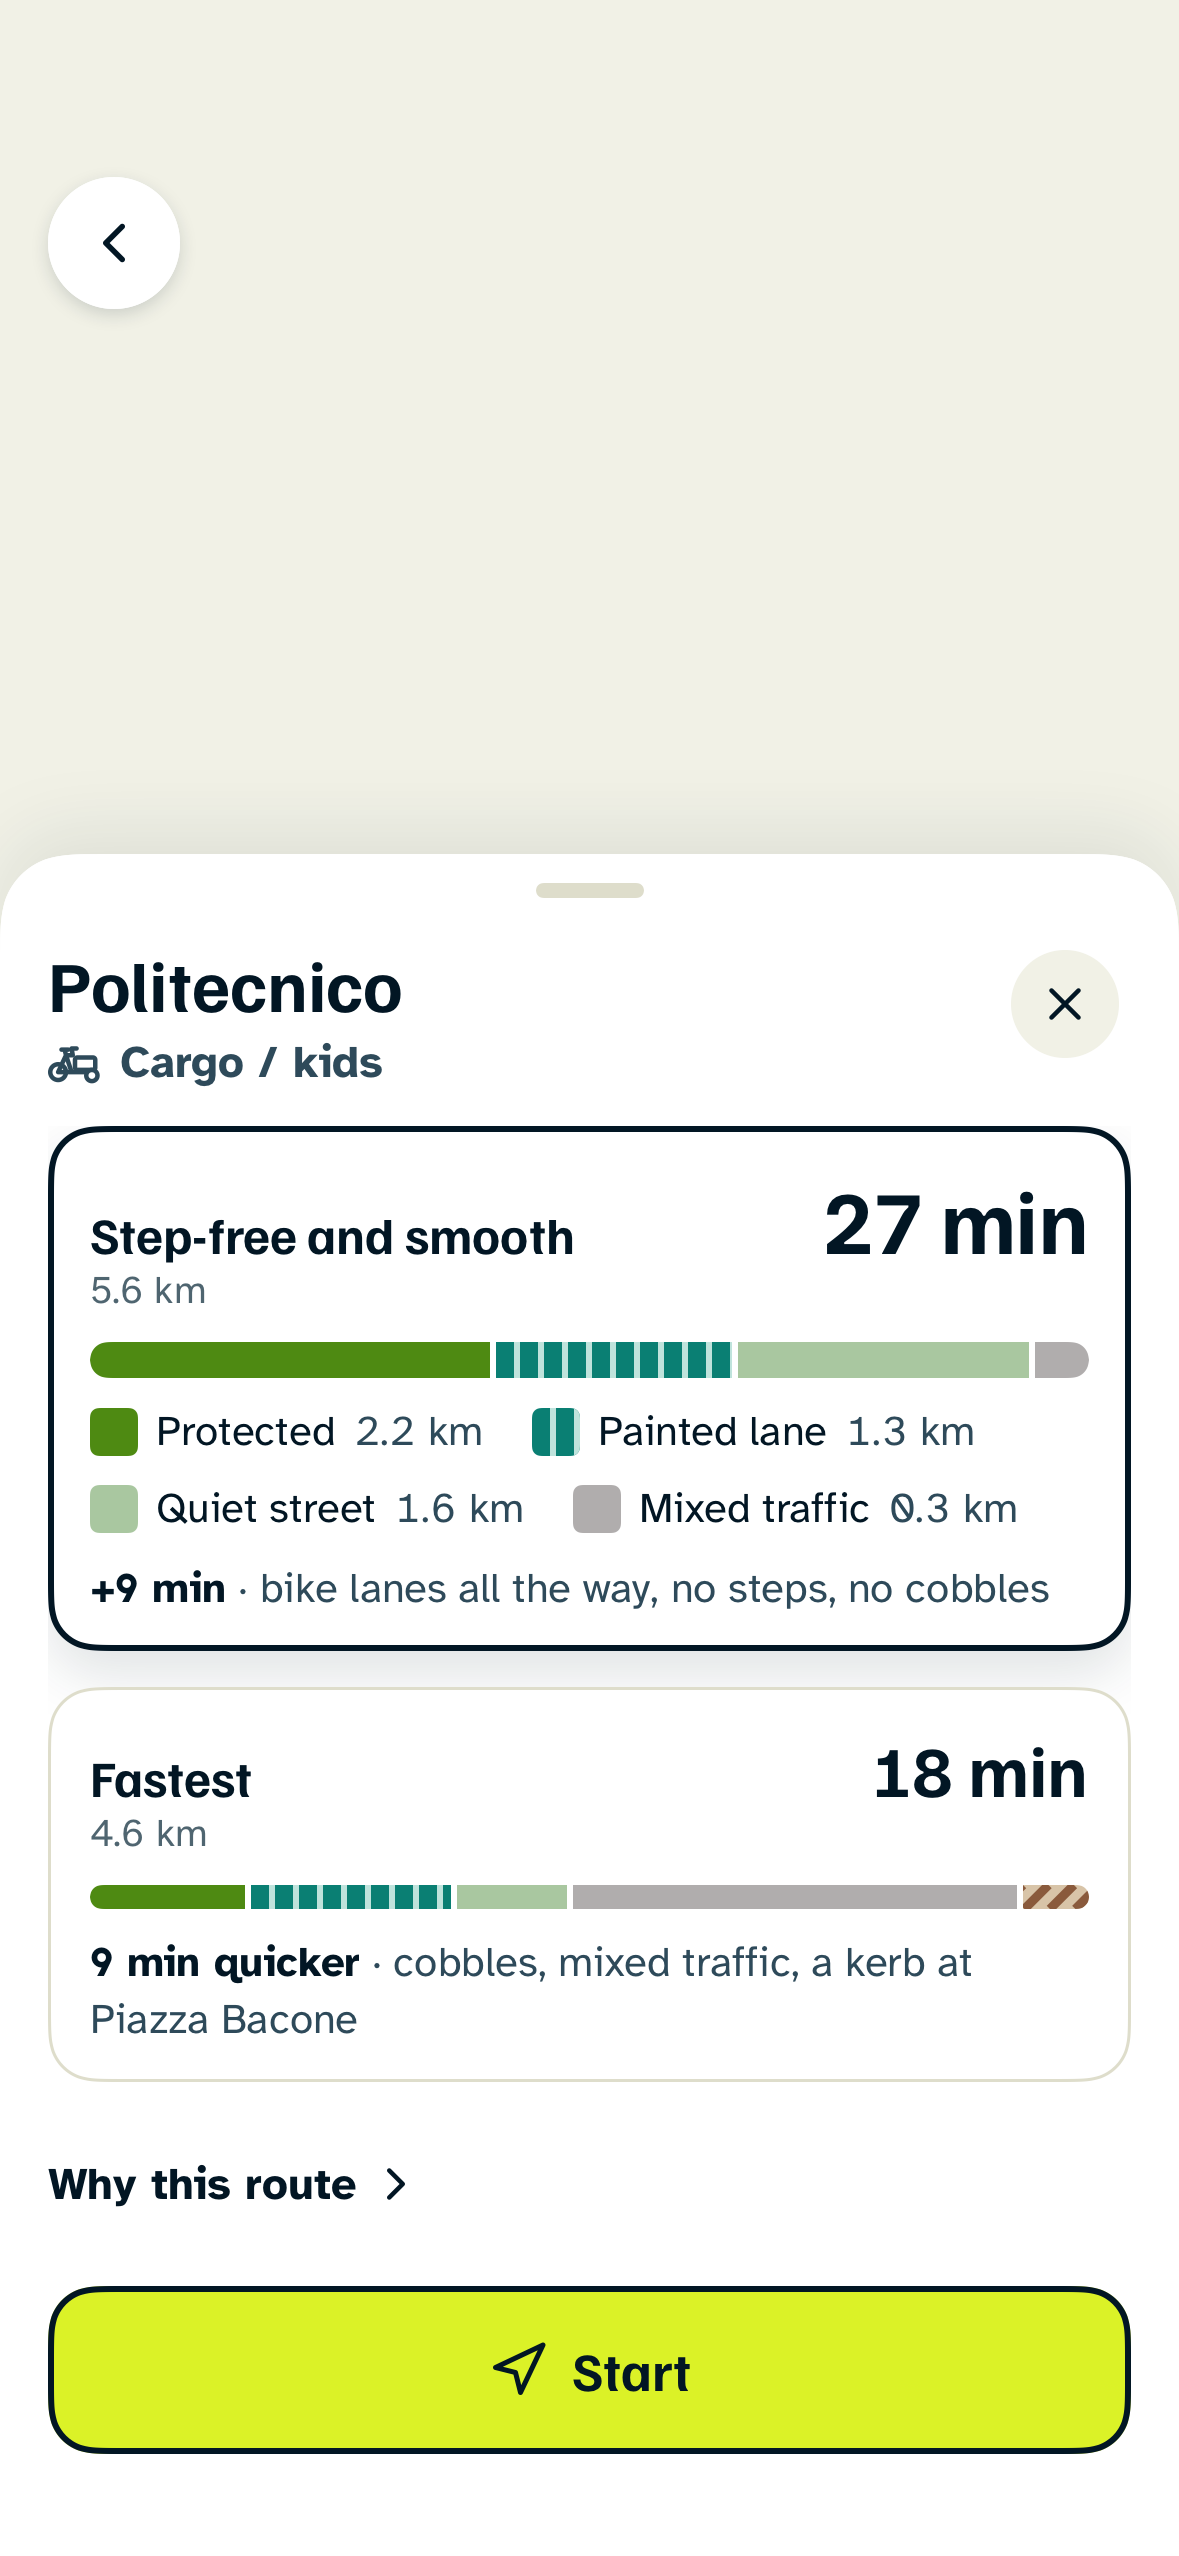 Politecnico
Cargo / kids
Step-free and smooth
27 min
5.6 km
Protected 2.2 km
Painted lane 1.3 km
Quiet street 1.6 km
Mixed traffic 0.3 km
+9 min · bike lanes all the way, no steps, no cobbles
Fastest
18 min
4.6 km
9 min quicker · cobbles, mixed traffic, a kerb at
Piazza Bacone
Why this route
Start